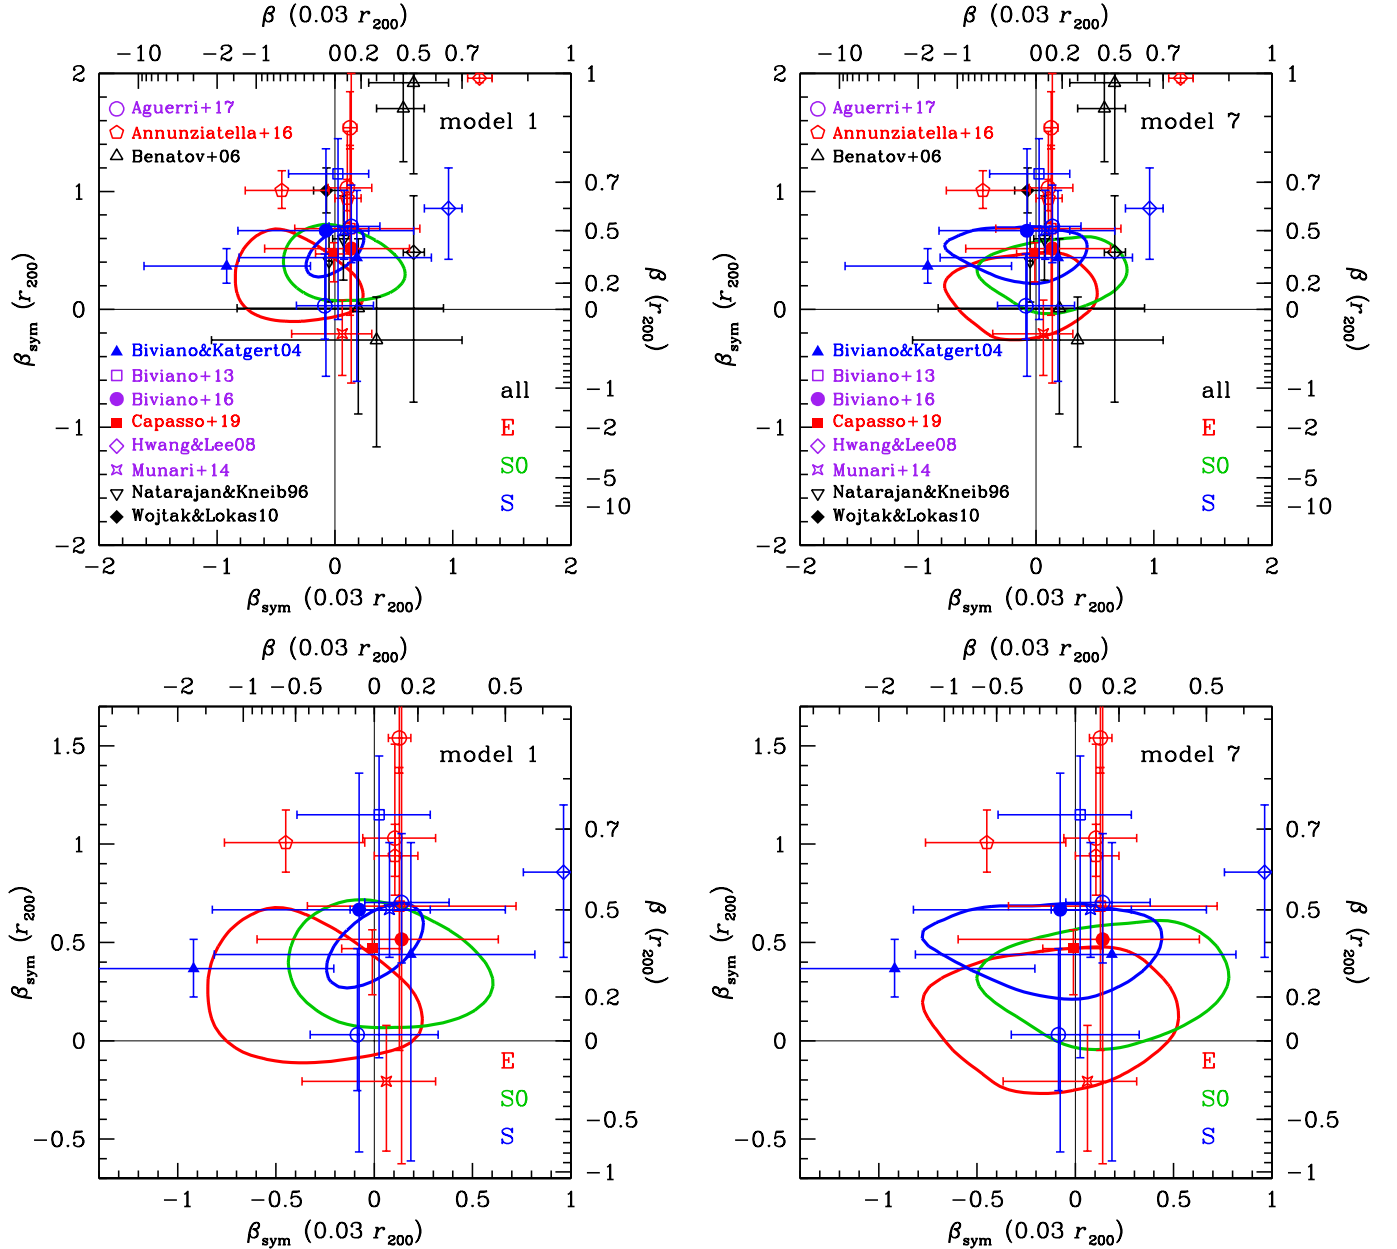 β (0.03 r200)
−10 −2 −1 0 0.2 0.5 0.7 1
2 1 0 −1 −2
βsym (r200)
Aguerri+17
Annunziatella+16
Benatov+06
model 1
Biviano&Katgert04
Biviano+13
Biviano+16
Capasso+19
Hwang&Lee08
Munari+14
Natarajan&Kneib96
Wojtak&Lokas10
all
E
S0
S
1 0.7 0.5 0.2 0 −1 −2 −5 −10
β (r200)
−2 −1 0 1 2
βsym (0.03 r200)
β (0.03 r200)
−10 −2 −1 0 0.2 0.5 0.7 1
2 1 0 −1 −2
βsym (r200)
Aguerri+17
Annunziatella+16
Benatov+06
model 7
Biviano&Katgert04
Biviano+13
Biviano+16
Capasso+19
Hwang&Lee08
Munari+14
Natarajan&Kneib96
Wojtak&Lokas10
all
E
S0
S
1 0.7 0.5 0.2 0 −1 −2 −5 −10
β (r200)
−2 −1 0 1 2
βsym (0.03 r200)
β (0.03 r200)
−2 −1 −0.5 0 0.2 0.5
1.5 1 0.5 0 −0.5
βsym (r200)
model 1
E
S0
S
0.7 0.5 0.2 0 −0.5 −1
β (r200)
−1 −0.5 0 0.5 1
βsym (0.03 r200)
β (0.03 r200)
−2 −1 −0.5 0 0.2 0.5
1.5 1 0.5 0 −0.5
βsym (r200)
model 7
E
S0
S
0.7 0.5 0.2 0 −0.5 −1
β (r200)
−1 −0.5 0 0.5 1
βsym (0.03 r200)